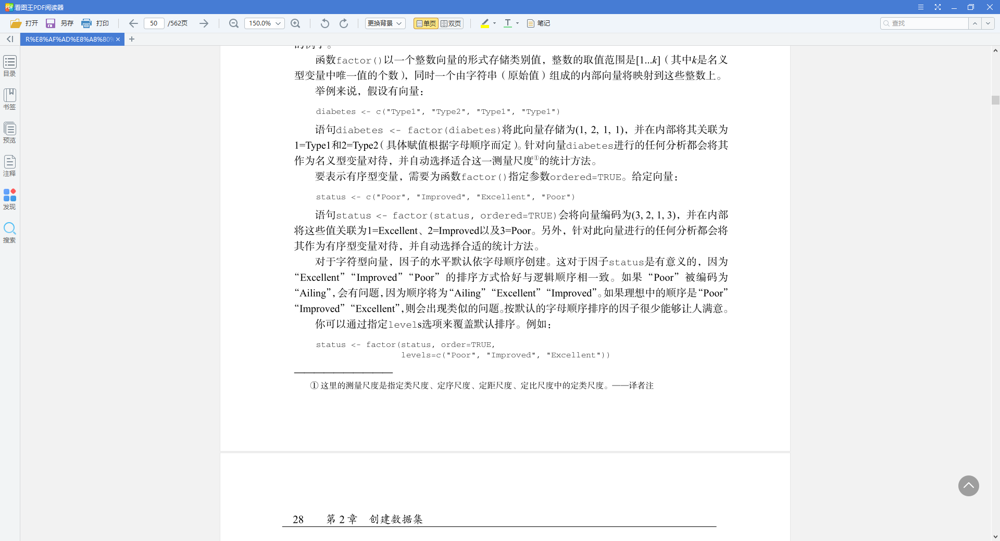 看图王PDF阅读器
打开 另存 打印 50 /562页 150.0% 更换背景 单页 双页 笔记 查找
R%E8%AF%AD%E8%A8%80%
目录
书签
预览
注释
发现
搜索
的例子。
函数factor()以一个整数向量的形式存储类别值，整数的取值范围是[1...k]（其中k是名义
型变量中唯一值的个数），同时一个由字符串（原始值）组成的内部向量将映射到这些整数上。
举例来说，假设有向量：
diabetes <- c("Type1", "Type2", "Type1", "Type1")
语句diabetes <- factor(diabetes)将此向量存储为(1, 2, 1, 1)，并在内部将其关联为
1=Type1和2=Type2（具体赋值根据字母顺序而定）。针对向量diabetes进行的任何分析都会将其
作为名义型变量对待，并自动选择适合这一测量尺度①的统计方法。
要表示有序型变量，需要为函数factor()指定参数ordered=TRUE。给定向量：
status <- c("Poor", "Improved", "Excellent", "Poor")
语句status <- factor(status, ordered=TRUE)会将向量编码为(3, 2, 1, 3)，并在内部
将这些值关联为1=Excellent、2=Improved以及3=Poor。另外，针对此向量进行的任何分析都会将
其作为有序型变量对待，并自动选择合适的统计方法。
对于字符型向量，因子的水平默认依字母顺序创建。这对于因子status是有意义的，因为
“Excellent”“Improved”“Poor”的排序方式恰好与逻辑顺序相一致。如果“Poor”被编码为
“Ailing”，会有问题，因为顺序将为“Ailing”“Excellent”“Improved”。如果理想中的顺序是“Poor”
“Improved”“Excellent”，则会出现类似的问题。按默认的字母顺序排序的因子很少能够让人满意。
你可以通过指定levels选项来覆盖默认排序。例如：
status <- factor(status, order=TRUE,
levels=c("Poor", "Improved", "Excellent"))
① 这里的测量尺度是指定类尺度、定序尺度、定距尺度、定比尺度中的定类尺度。——译者注
28 第 2 章 创建数据集